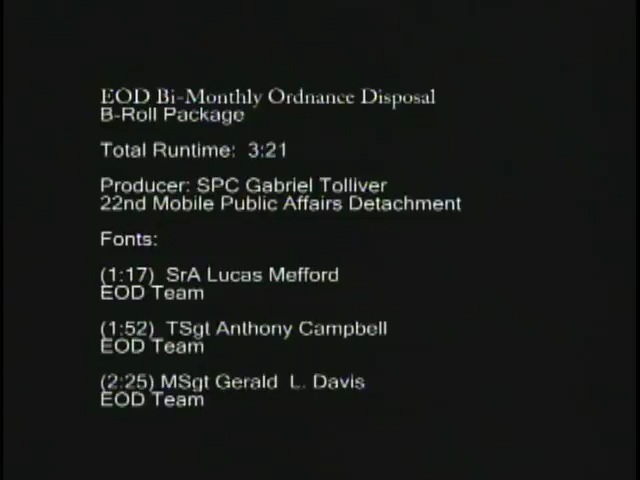 EOD Bi-Monthly Ordnance Disposal
B-Roll Package
Total Runtime: 3:21
Producer: SPC Gabriel Tolliver
22nd Mobile Public Affairs Detachment
Fonts:
(1:17) SrA Lucas Mefford
EOD Team
(1:52) TSgt Anthony Campbell
EOD Team
(2:25) MSgt Gerald L. Davis
EOD Team